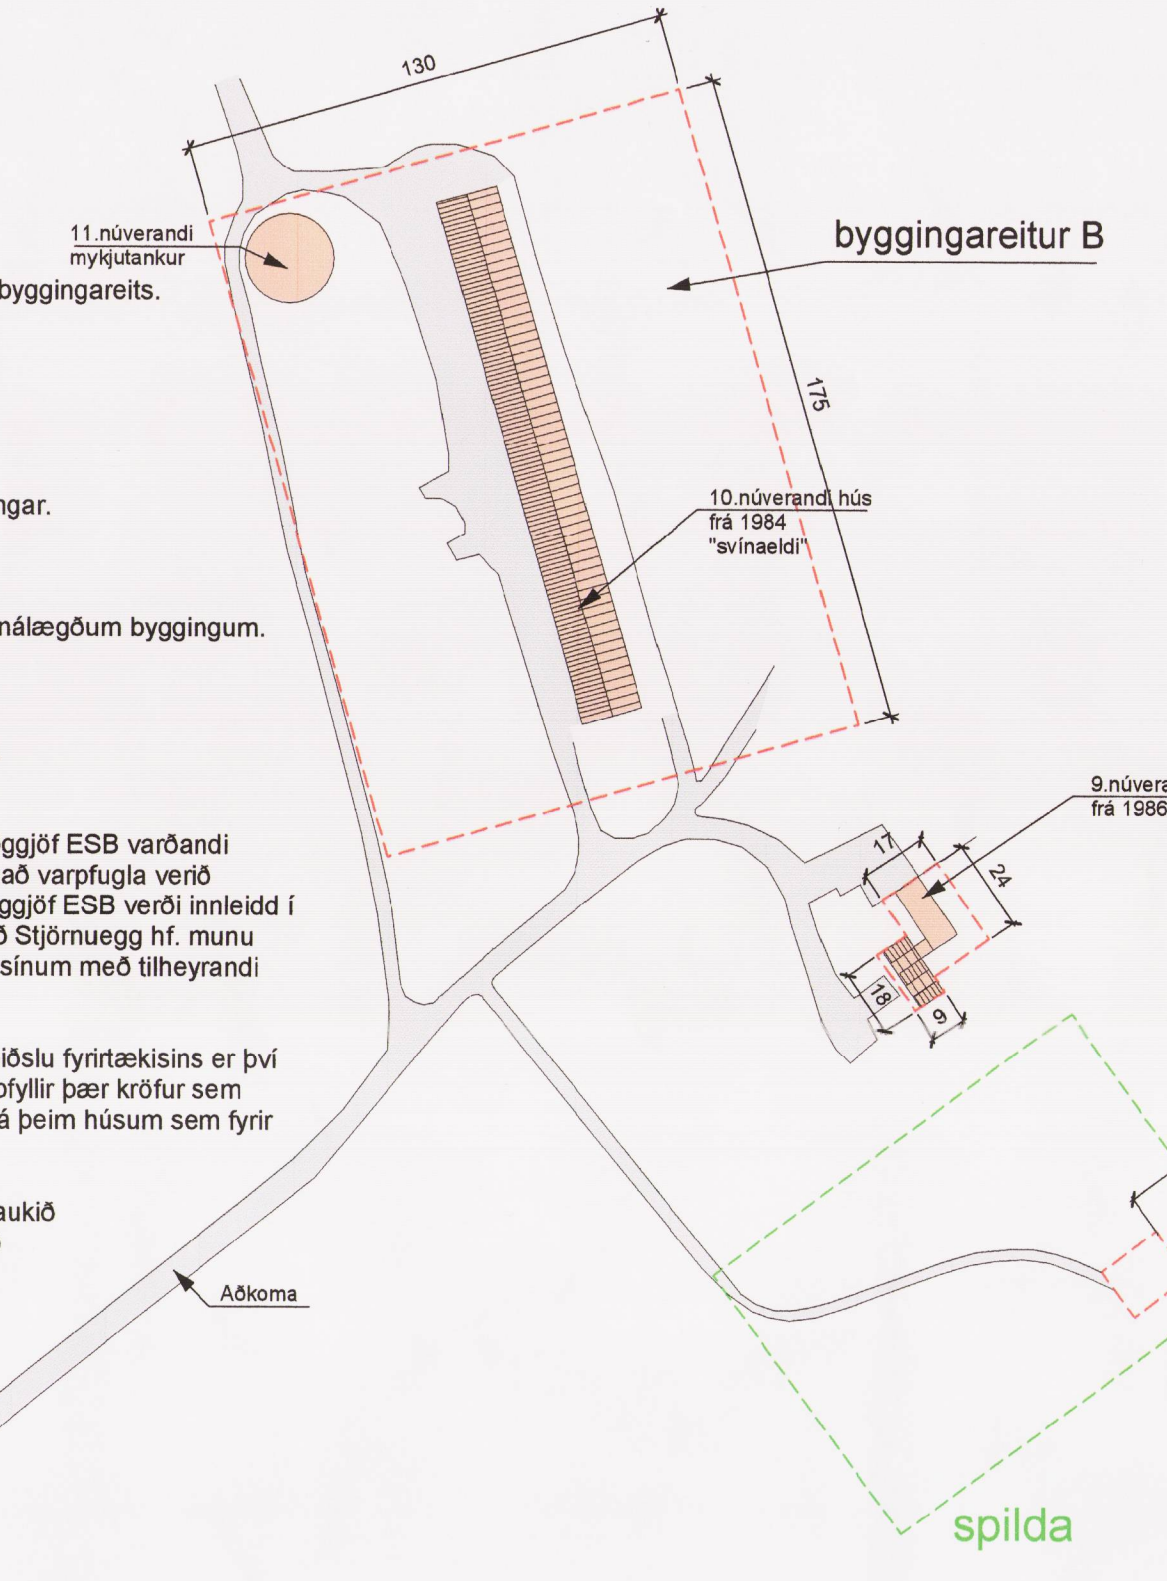 130
11.núverandi
mykjutankur
byggingareits.
byggingareitur B
175
ngar.
10.núverandi hús
frá 1984
"svínaeldi"
nálægðum byggingum.
9.núvera
frá 1986
ggjöf ESB varðandi
að varpfugla verið
ggjöf ESB verði innleidd í
ð Stjörnuegg hf. munu
sínum með tilheyrandi
17
24
18
9
iðslu fyrirtækisins er því
ofyllir þær kröfur sem
á þeim húsum sem fyrir
aukið
Aðkoma
spilda